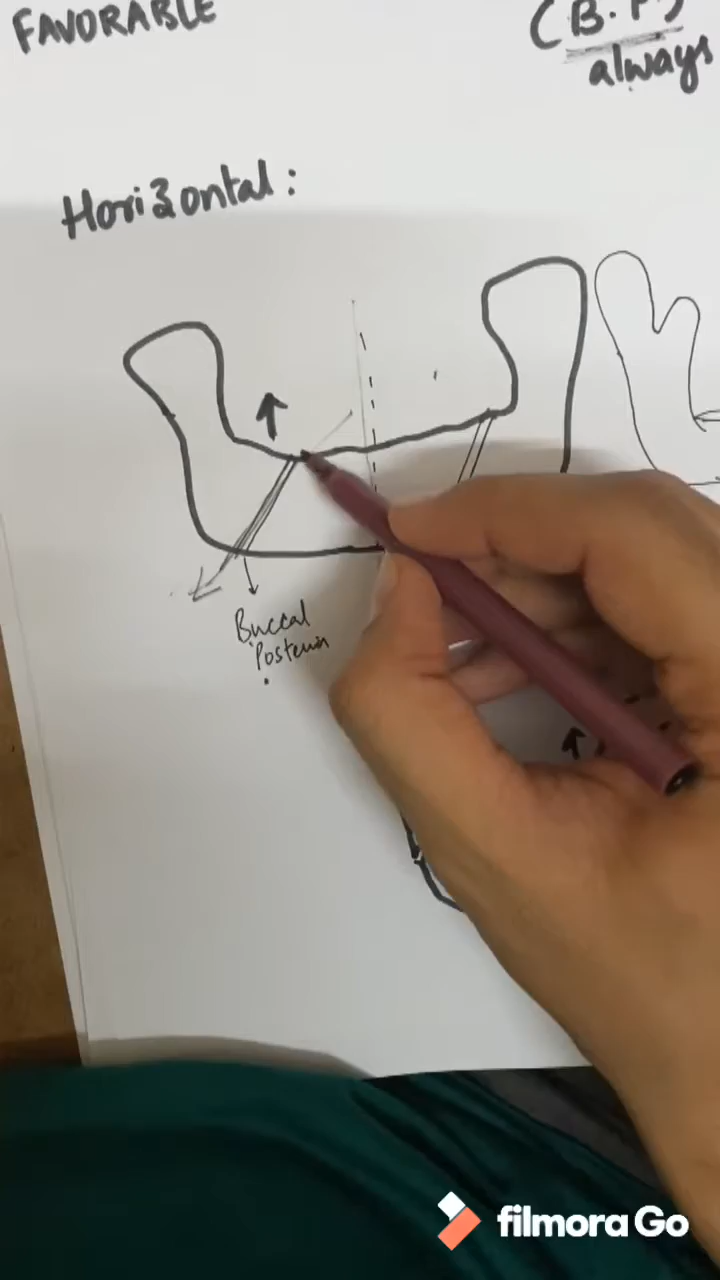 FAVORABLE
(B.P)
always
Horizontal:
Buccal
Posterior
filmora Go